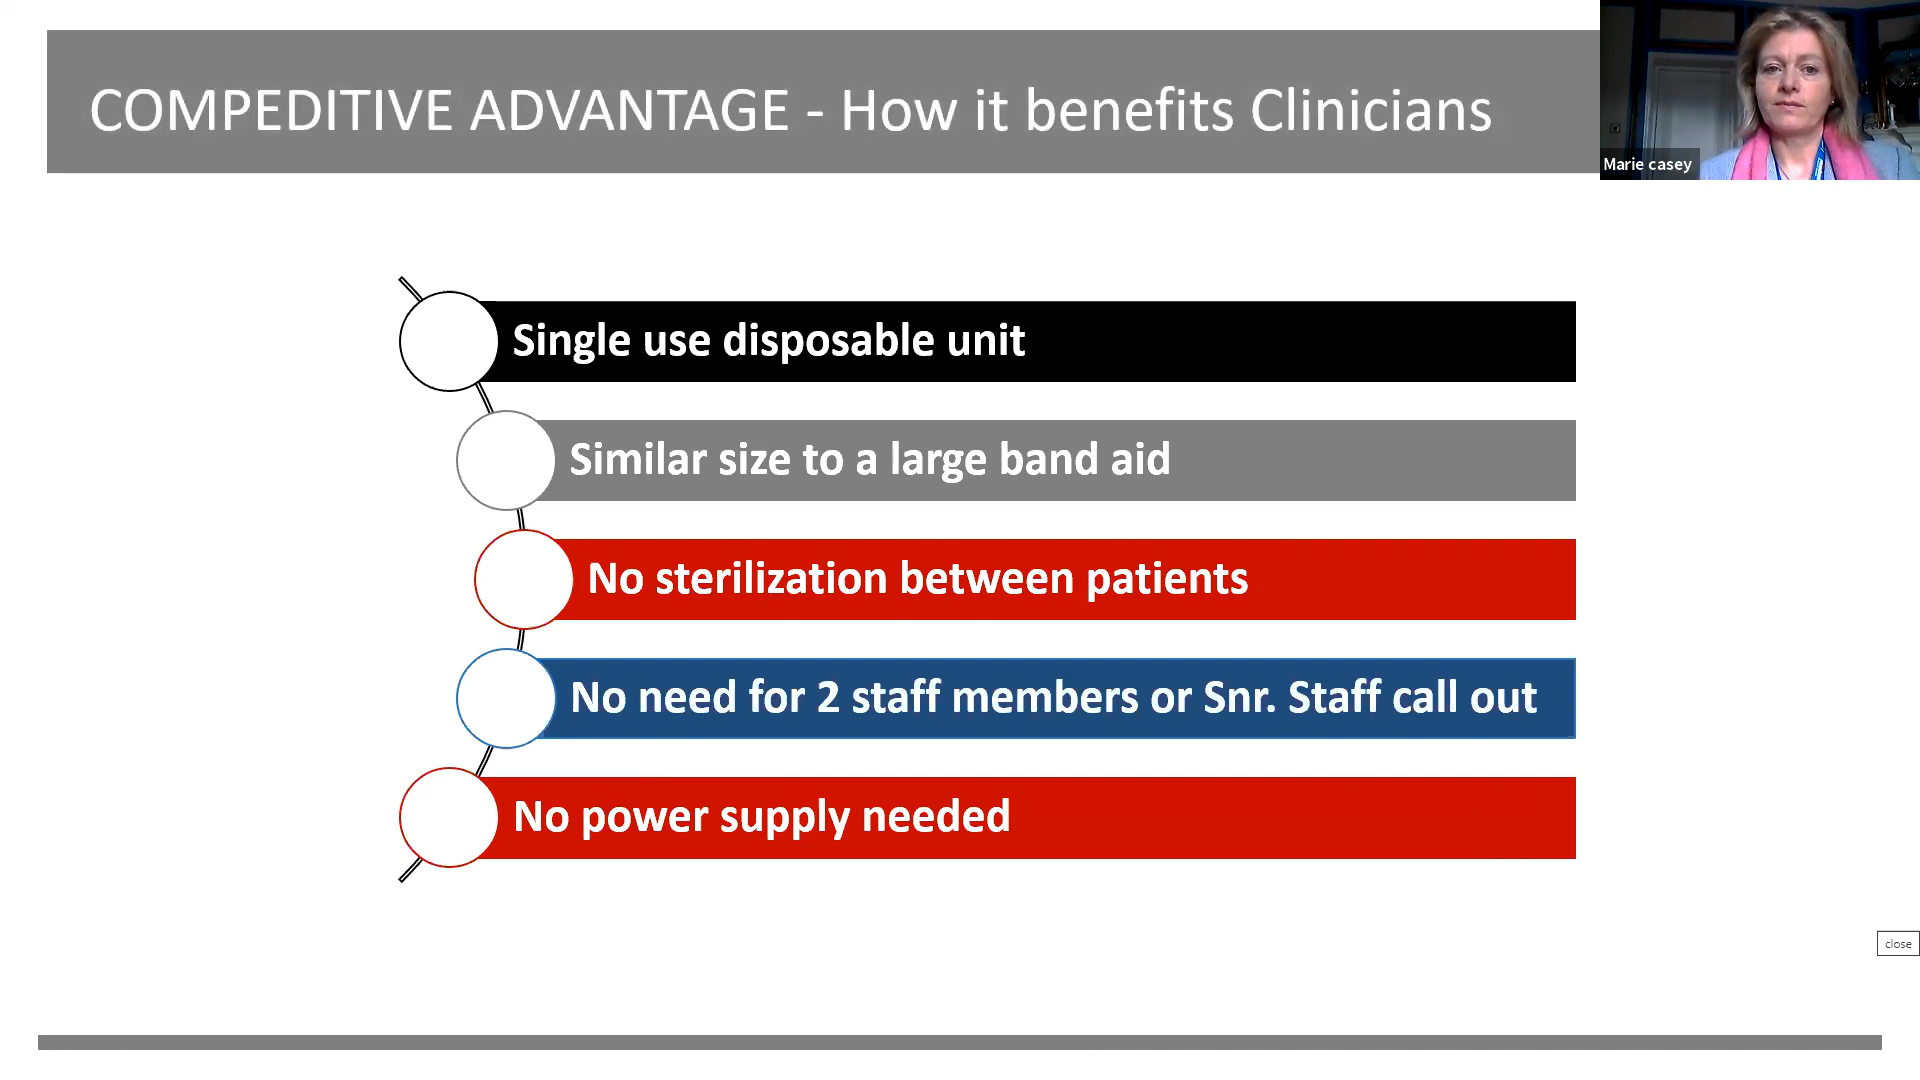 COMPEDITIVE ADVANTAGE - How it benefits Clinicians
Marie casey
Single use disposable unit
Similar size to a large band aid
No sterilization between patients
No need for 2 staff members or Snr. Staff call out
No power supply needed
close